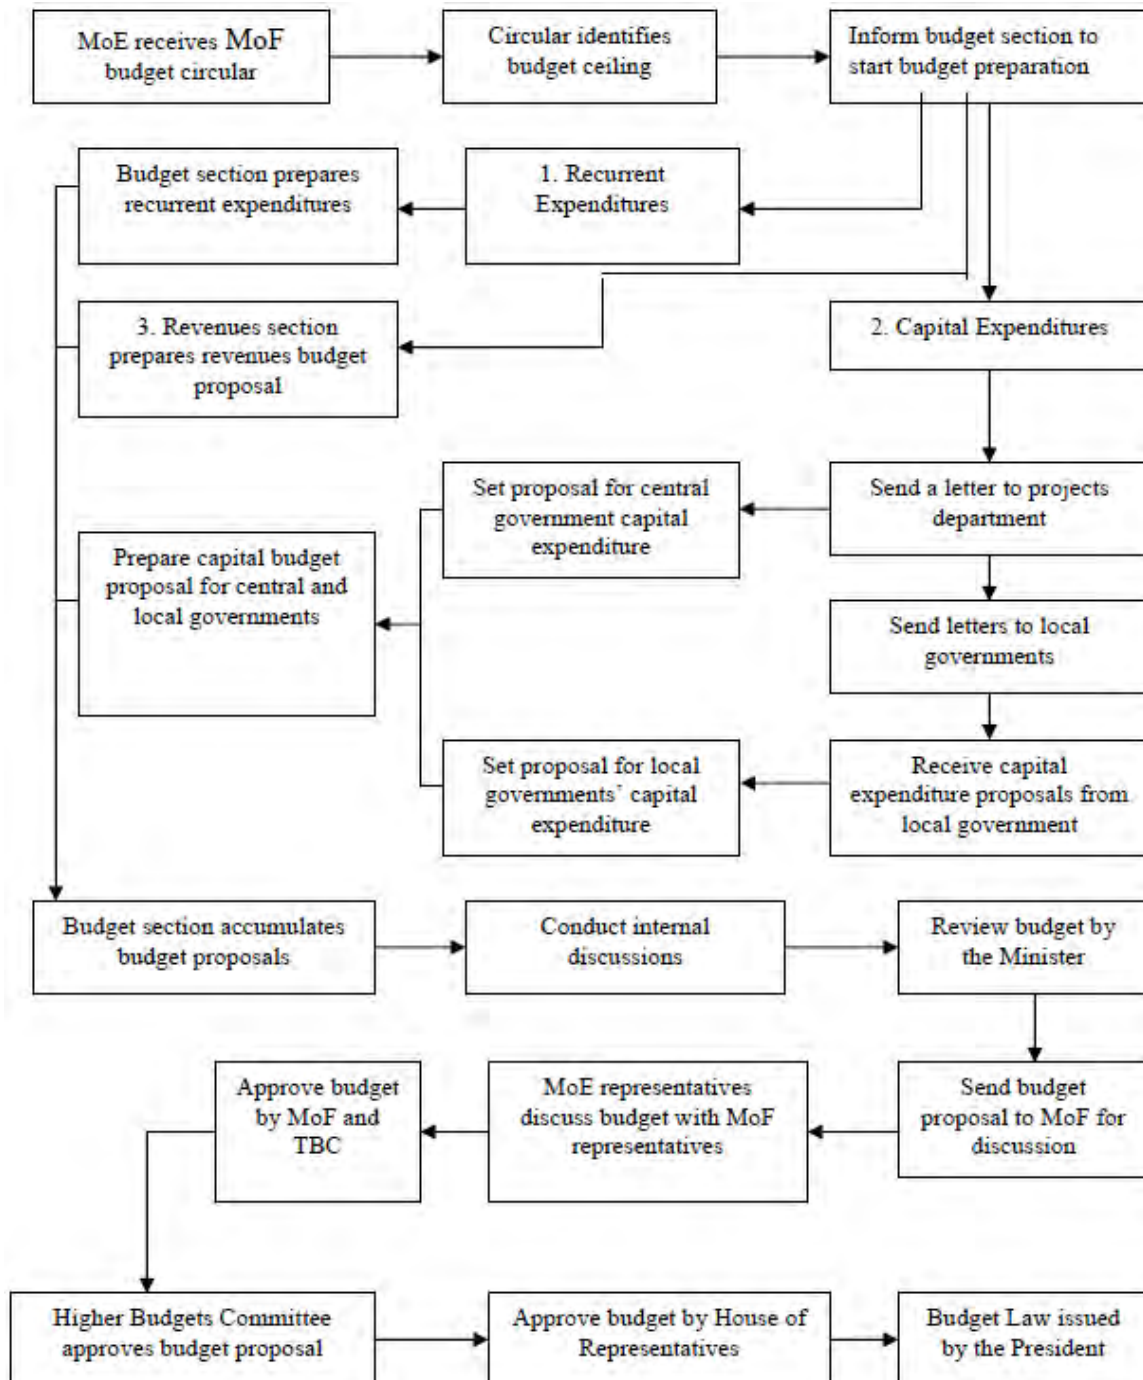 MoE receives MoF
budget circular
Circular identifies
budget ceiling
Inform budget section to
start budget preparation
Budget section prepares
recurrent expenditures
1. Recurrent
Expenditures
3. Revenues section
prepares revenues budget
proposal
2. Capital Expenditures
Set proposal for central
government capital
expenditure
Send a letter to projects
department
Prepare capital budget
proposal for central and
local governments
Send letters to local
governments
Set proposal for local
governments’ capital
expenditure
Receive capital
expenditure proposals from
local government
Budget section accumulates
budget proposals
Conduct internal
discussions
Review budget by
the Minister
Approve budget
by MoF and
TBC
MoE representatives
discuss budget with MoF
representatives
Send budget
proposal to MoF for
discussion
Higher Budgets Committee
approves budget proposal
Approve budget by House of
Representatives
Budget Law issued
by the President